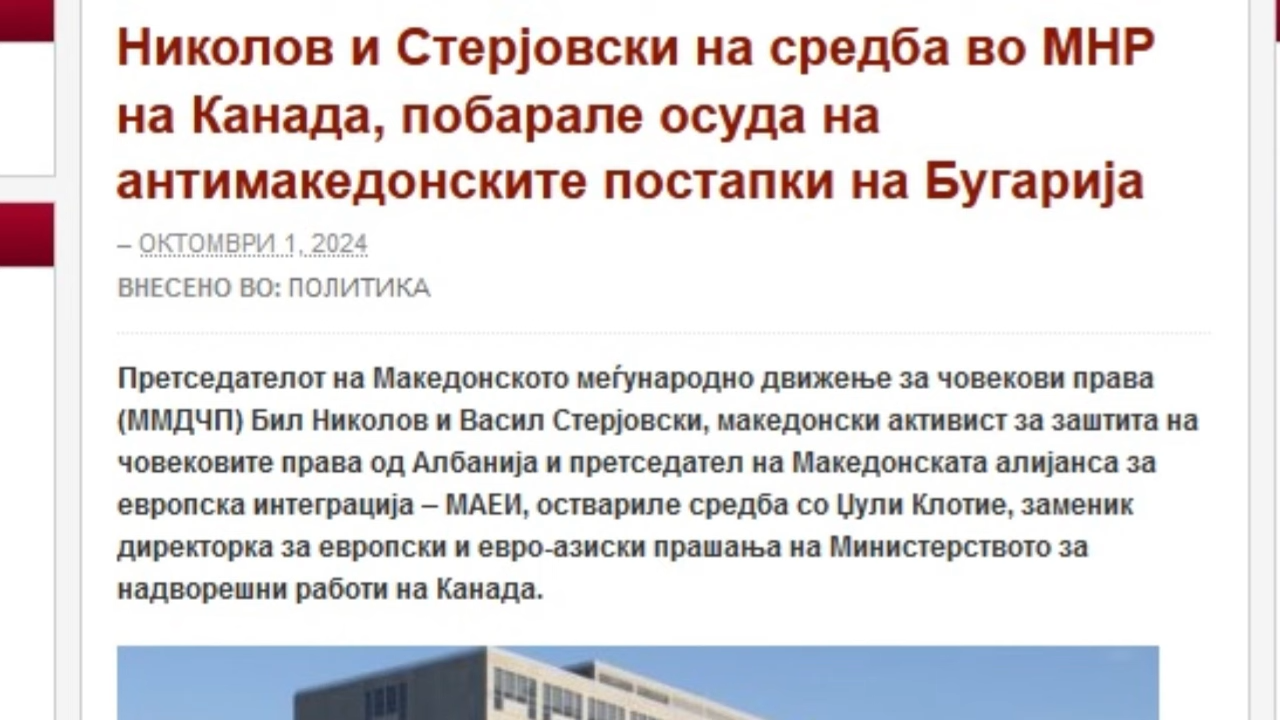 Николов и Стерјовски на средба во МНР
на Канада, побарале осуда на
антимакедонските постапки на Бугарија
– ОКТОМВРИ 1, 2024
ВНЕСЕНО ВО: ПОЛИТИКА
Претседателот на Македонското меѓународно движење за човекови права
(ММДЧП) Бил Николов и Васил Стерјовски, македонски активист за заштита на
човековите права од Албанија и претседател на Македонската алијанса за
европска интеграција – МАЕИ, оствариле средба со Џули Клотие, заменик
директорка за европски и евро-азиски прашања на Министерството за
надворешни работи на Канада.